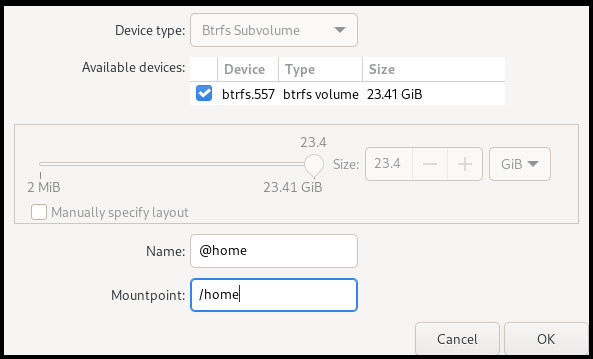 Device type: Btrfs Subvolume
Available devices: Device Type Size
btrfs.557 btrfs volume 23.41 GiB
23.4
Size: 23.4 GiB
2 MiB 23.41 GiB
Manually specify layout
Name: @home
Mountpoint: /home
Cancel OK